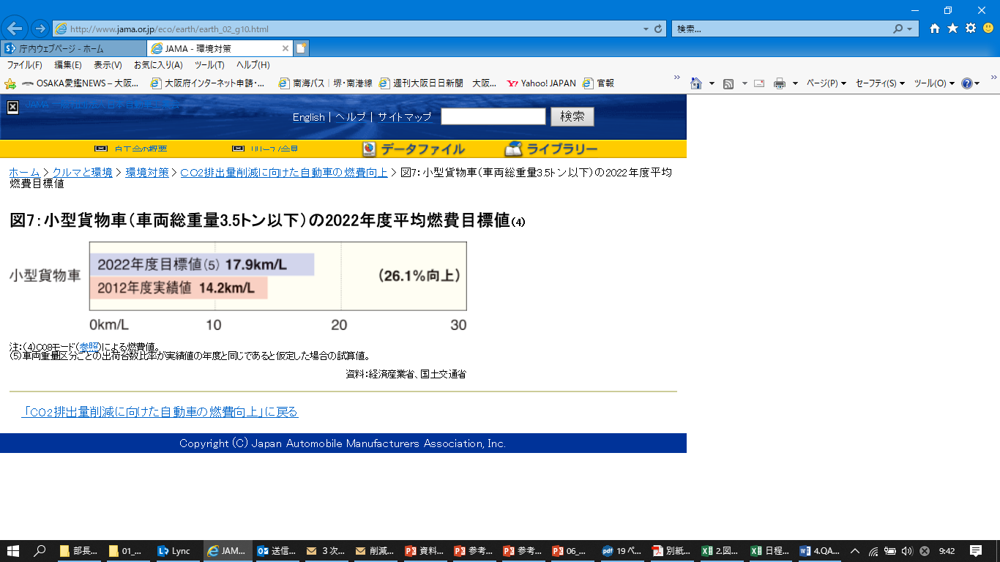 http://www.jama.or.jp/eco/earth/earth_02_g10.html
検索...
庁内ウェブページ - ホーム
JAMA - 環境対策
ファイル(F) 編集(E) 表示(V) お気に入り(A) ツール(T) ヘルプ(H)
OSAKA愛鑑NEWS – 大阪... 大阪府インターネット申請・... 南海バス｜堺・南港線 週刊大阪日日新聞 大阪... Yahoo! JAPAN 官報
ページ(P) セーフティ(S) ツール(O)
English | ヘルプ | サイトマップ 検索
自工会の概要 リリース/会見 データファイル ライブラリー
ホーム > クルマと環境 > 環境対策 > CO2排出量削減に向けた自動車の燃費向上 > 図7：小型貨物車（車両総重量3.5トン以下）の2022年度平均
燃費目標値
図7：小型貨物車（車両総重量3.5トン以下）の2022年度平均燃費目標値(4)
小型貨物車
2022年度目標値(5) 17.9km/L
2012年度実績値 14.2km/L
（26.1%向上）
0km/L 10 20 30
注：(4)JC08モード(参照)による燃費値。
(5)車両重量区分ごとの出荷台数比率が実績値の年度と同じであると仮定した場合の試算値。
資料：経済産業省、国土交通省
「CO2排出量削減に向けた自動車の燃費向上」に戻る
Copyright (C) Japan Automobile Manufacturers Association, Inc.
部長... 01_... Lync JAM... 送信... 3 次... 削減... 資料... 参考... 参考... 06_... 19 ペ... 別紙... 2.図... 日程... 4.QA... 9:42